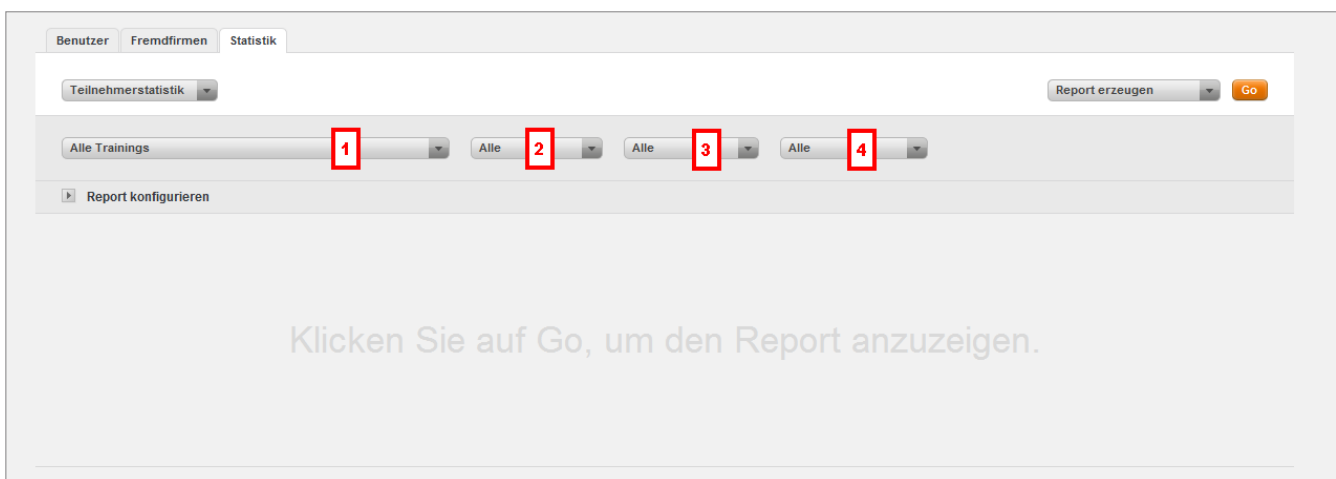 Benutzer Fremdfirmen Statistik
Teilnehmerstatistik Report erzeugen Go
Alle Trainings 1 Alle 2 Alle 3 Alle 4
Report konfigurieren
Klicken Sie auf Go, um den Report anzuzeigen.